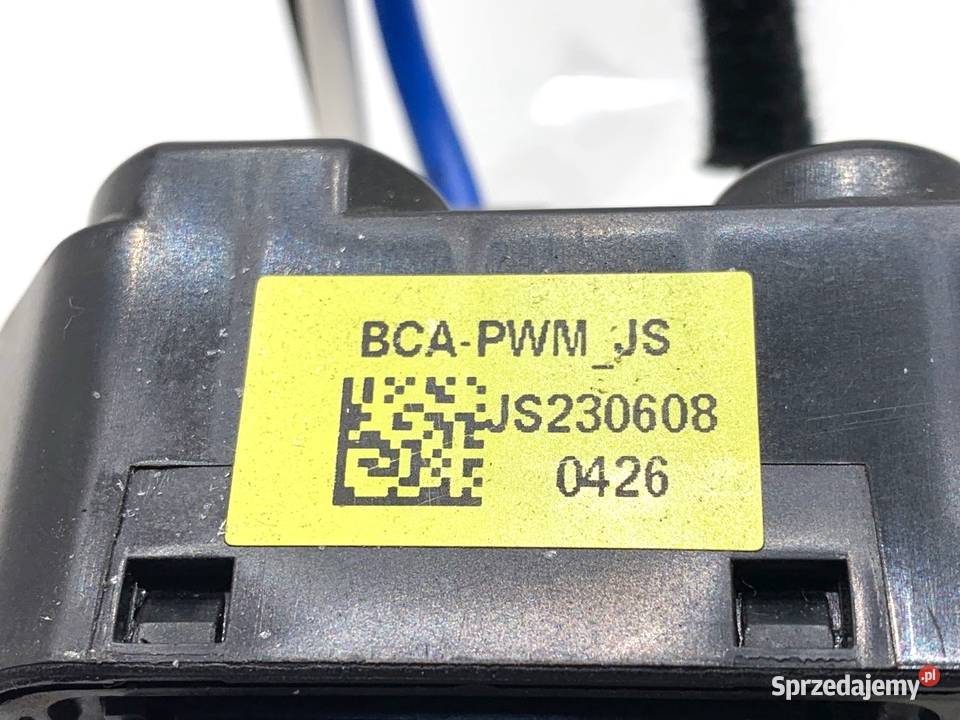 BCA-PWM_JS
JS230608
0426
Sprzedajemy.pl